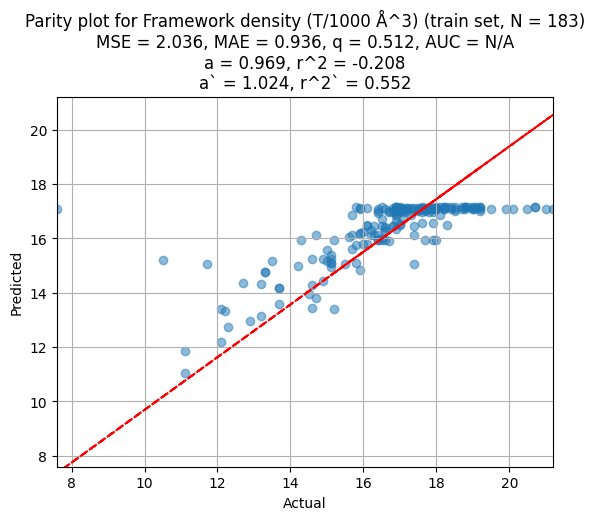 Parity plot for Framework density (T/1000 Å^3) (train set, N = 183)
MSE = 2.036, MAE = 0.936, q = 0.512, AUC = N/A
a = 0.969, r^2 = -0.208
a` = 1.024, r^2` = 0.552
20
18
16
14
12
10
8
Predicted
8 10 12 14 16 18 20
Actual